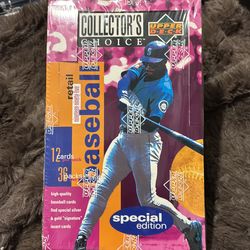 COLLECTOR'S
CHOICE
UPPER
DECK
baseball
retail
12 cards
36 packs
high-quality
baseball cards
find special silver
& gold "signature"
insert cards
special
edition